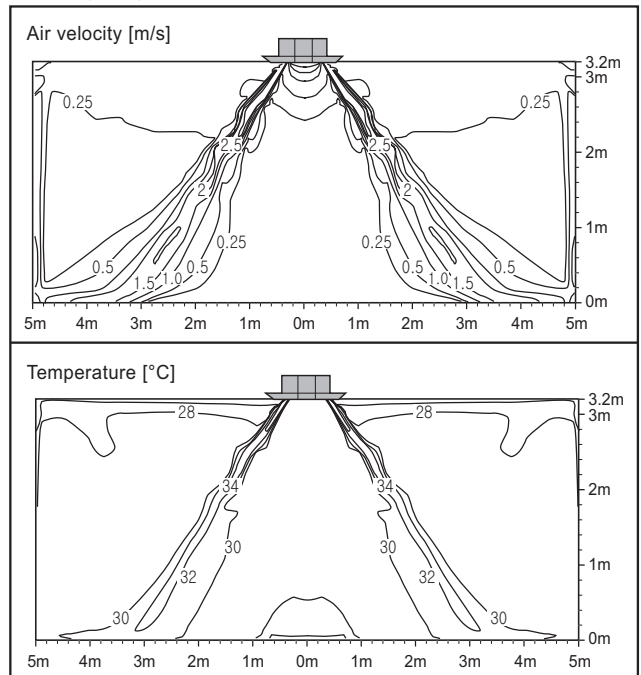 Air velocity [m/s]
3.2m
3m
0.25 0.25
2.5 2.5
2m
2 2
1m
0.25 0.25
0.5 0.5 0.5 0.5
1.5 1.0 1.0 1.5
0m
5m 4m 3m 2m 1m 0m 1m 2m 3m 4m 5m
Temperature [°C]
3.2m
3m
28 28
34 34
2m
30 30
1m
32 32
30 30
0m
5m 4m 3m 2m 1m 0m 1m 2m 3m 4m 5m